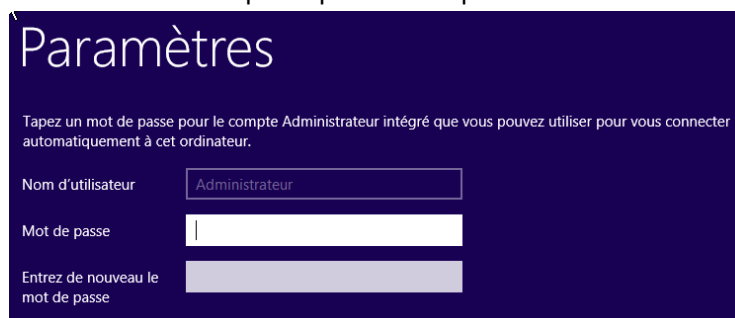 Paramètres
Tapez un mot de passe pour le compte Administrateur intégré que vous pouvez utiliser pour vous connecter
automatiquement à cet ordinateur.
Nom d'utilisateur
Administrateur
Mot de passe
Entrez de nouveau le
mot de passe